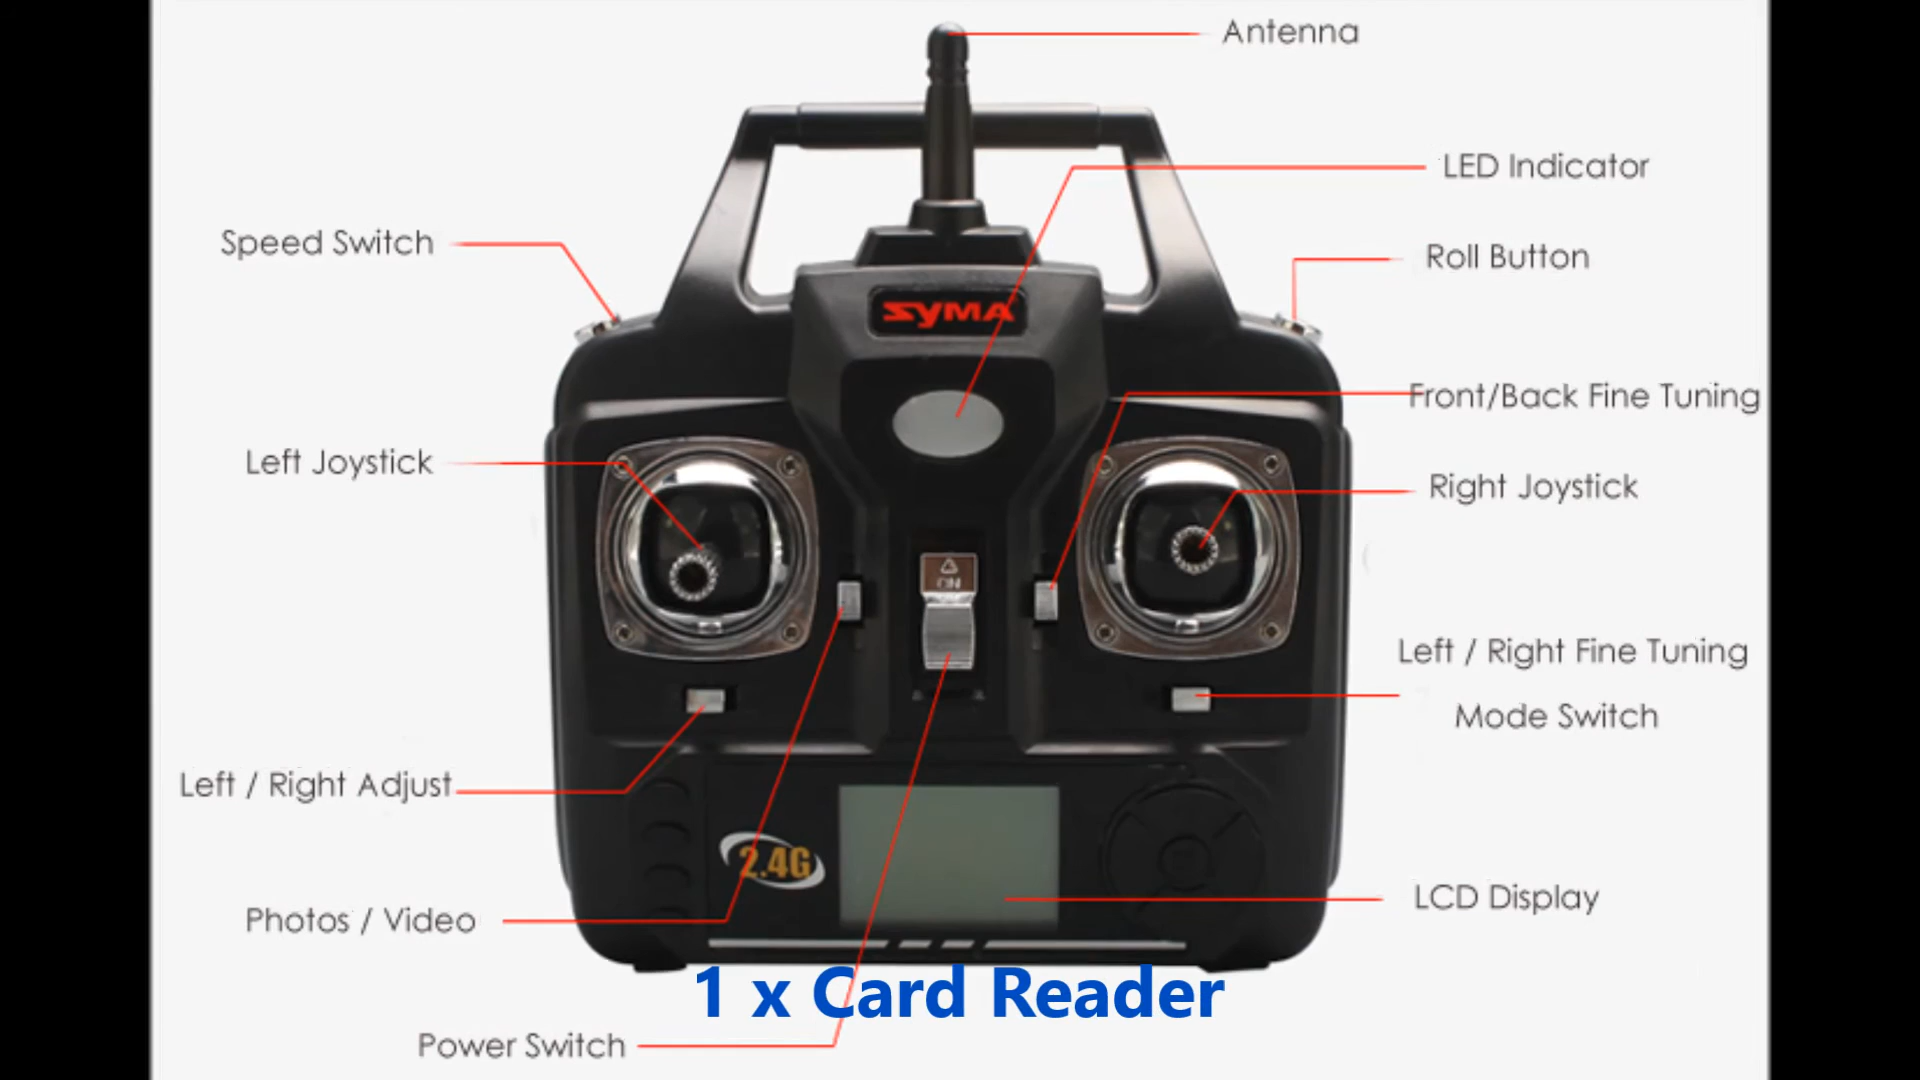 Antenna
LED Indicator
Speed Switch
Roll Button
SYMA
Front/Back Fine Tuning
Left Joystick
Right Joystick
ON
Left / Right Fine Tuning
Mode Switch
Left / Right Adjust
2.4G
LCD Display
Photos / Video
1 x Card Reader
Power Switch